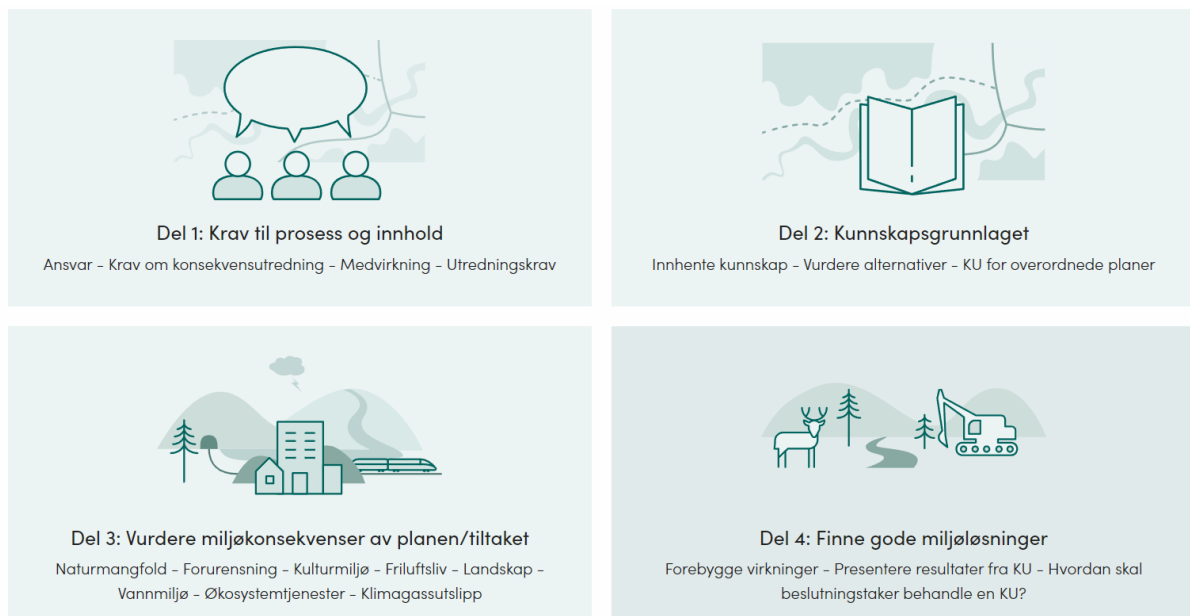 Del 1: Krav til prosess og innhold
Ansvar - Krav om konsekvensutredning - Medvirkning - Utredningskrav
Del 2: Kunnskapsgrunnlaget
Innhente kunnskap - Vurdere alternativer - KU for overordnede planer
Del 3: Vurdere miljøkonsekvenser av planen/tiltaket
Naturmangfold - Forurensning - Kulturmiljø - Friluftsliv - Landskap -
Vannmiljø - Økosystemtjenester - Klimagassutslipp
Del 4: Finne gode miljøløsninger
Forebygge virkninger - Presentere resultater fra KU - Hvordan skal
beslutningstaker behandle en KU?